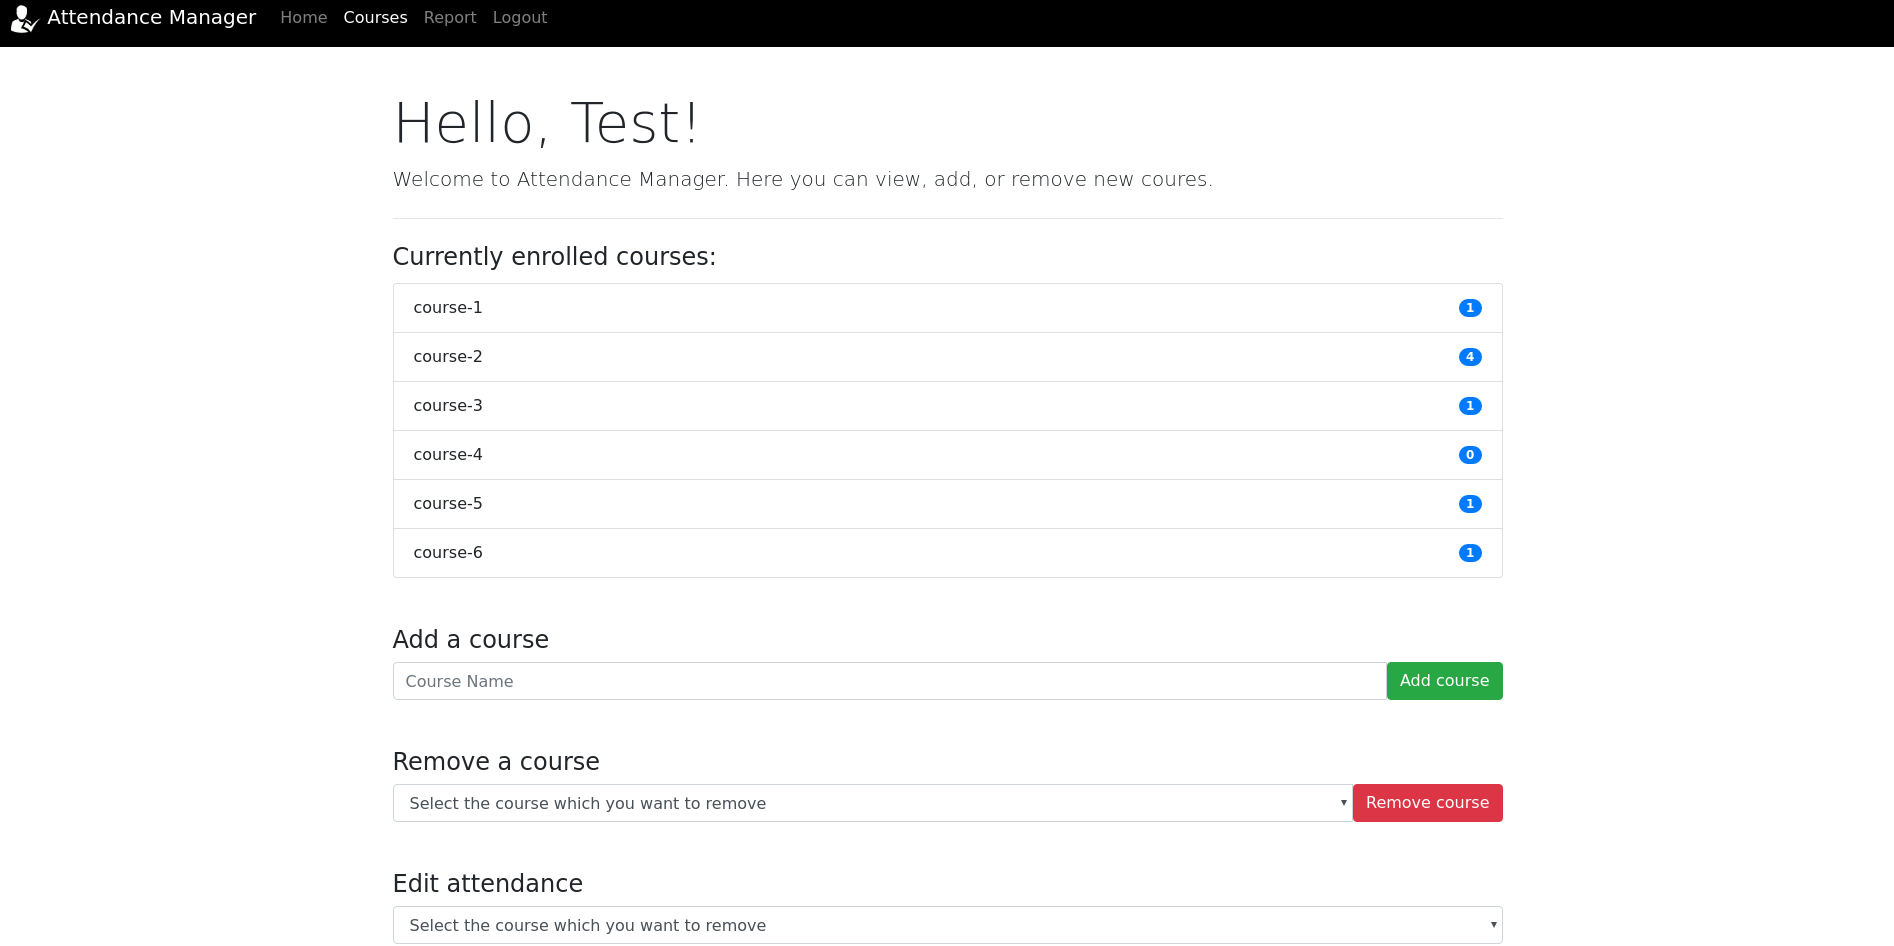 Attendance Manager Home Courses Report Logout
Hello, Test!
Welcome to Attendance Manager. Here you can view, add, or remove new coures.
Currently enrolled courses:
course-1 1
course-2 4
course-3 1
course-4 0
course-5 1
course-6 1
Add a course
Course Name Add course
Remove a course
Select the course which you want to remove Remove course
Edit attendance
Select the course which you want to remove